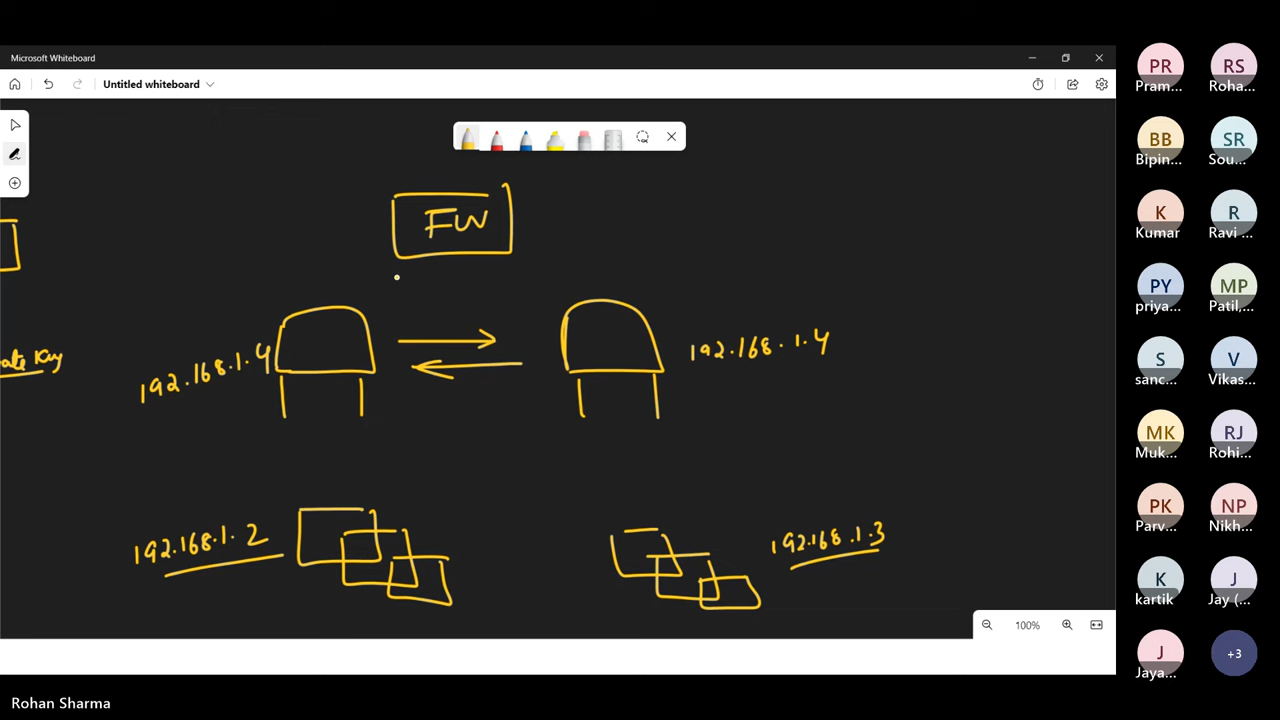 Microsoft Whiteboard
Untitled whiteboard
FW
ate Key
192.168.1.4
192.168.1.4
192.168.1.2
192.168.1.3
100%
PR
Pram...
RS
Roha...
BB
Bipin...
SR
Sou...
K
Kumar
R
Ravi ...
PY
priya...
MP
Patil,...
S
sanc...
V
Vikas...
MK
Muk...
RJ
Rohi...
PK
Parv...
NP
Nikh...
K
kartik
J
Jay (...
J
Jaya...
+3
Rohan Sharma